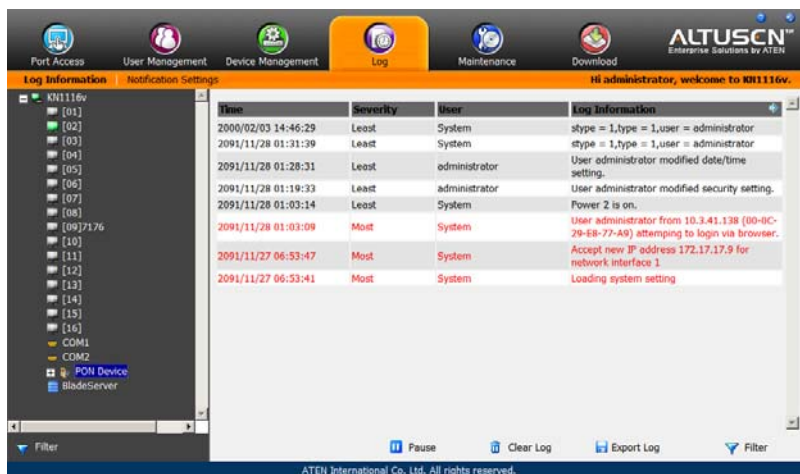 Port Access
User Management
Device Management
Log
Maintenance
Download
ALTUSEN™
Enterprise Solutions by ATEN
Log Information
Notification Settings
Hi administrator, welcome to KN1116v.
KN1116v
[01]
[02]
[03]
[04]
[05]
[06]
[07]
[08]
[09]7176
[10]
[11]
[12]
[13]
[14]
[15]
[16]
COM1
COM2
PON Device
BladeServer
Filter
Time Severity User Log Information
2000/02/03 14:46:29 Least System stype = 1,type = 1,user = administrator
2091/11/28 01:31:39 Least System stype = 1,type = 1,user = administrator
2091/11/28 01:28:31 Least administrator User administrator modified date/time
setting.
2091/11/28 01:19:33 Least administrator User administrator modified security setting.
2091/11/28 01:03:14 Least System Power 2 is on.
2091/11/28 01:03:09 Most System User administrator from 10.3.41.138 (00-0C-
29-E8-77-A9) attemping to login via browser.
2091/11/27 06:53:47 Most System Accept new IP address 172.17.17.9 for
network interface 1
2091/11/27 06:53:41 Most System Loading system setting
Pause
Clear Log
Export Log
Filter
ATEN International Co. Ltd. All rights reserved.